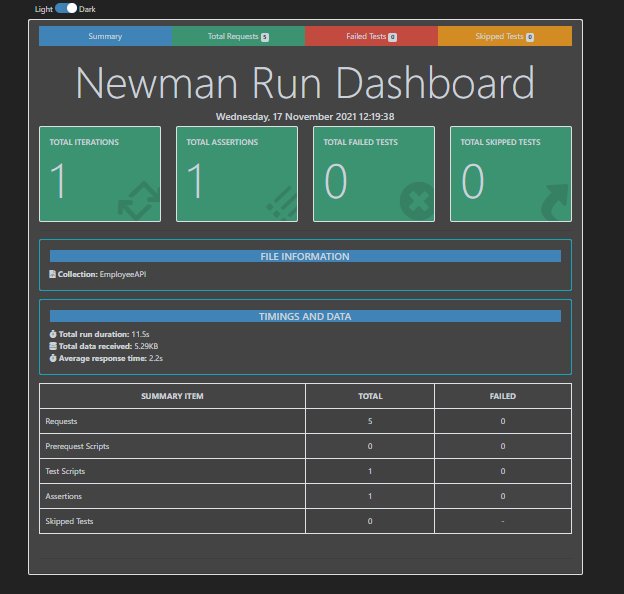 Light Dark
Summary Total Requests 5 Failed Tests 0 Skipped Tests 0
Newman Run Dashboard
Wednesday, 17 November 2021 12:19:38
TOTAL ITERATIONS TOTAL ASSERTIONS TOTAL FAILED TESTS TOTAL SKIPPED TESTS
1 1 0 0
FILE INFORMATION
Collection: EmployeeAPI
TIMINGS AND DATA
Total run duration: 11.5s
Total data received: 5.29KB
Average response time: 2.2s
SUMMARY ITEM TOTAL FAILED
Requests 5 0
Prerequest Scripts 0 0
Test Scripts 1 0
Assertions 1 0
Skipped Tests 0 -